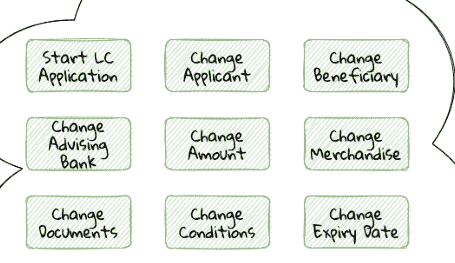 Start LC
Application
Change
Applicant
Change
Beneficiary
Change
Advising
Bank
Change
Amount
Change
Merchandise
Change
Documents
Change
Conditions
Change
Expiry Date